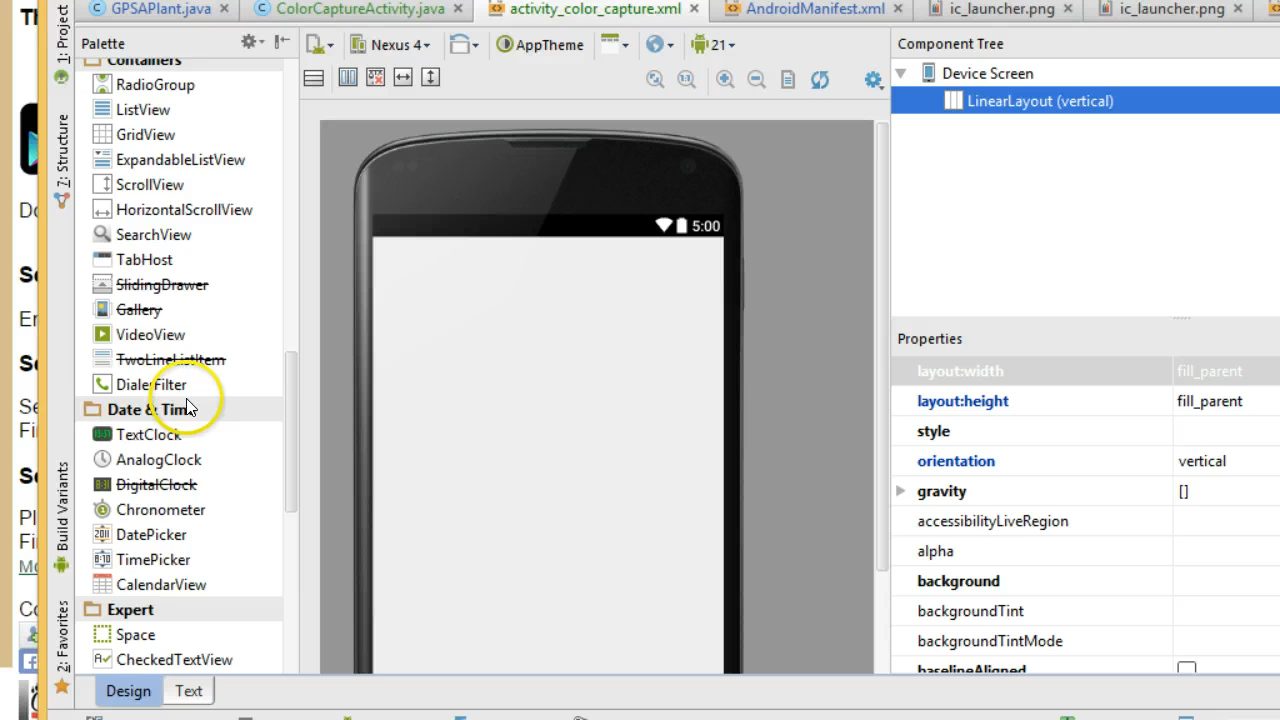 GPSAPlant.java
ColorCaptureActivity.java
activity_color_capture.xml
AndroidManifest.xml
ic_launcher.png
ic_launcher.png
1: Project
7: Structure
Build Variants
2: Favorites
Palette
Containers
RadioGroup
ListView
GridView
ExpandableListView
ScrollView
HorizontalScrollView
SearchView
TabHost
SlidingDrawer
Gallery
VideoView
TwoLineListItem
DialerFilter
Date & Time
TextClock
AnalogClock
DigitalClock
Chronometer
DatePicker
TimePicker
CalendarView
Expert
Space
CheckedTextView
Design Text
Nexus 4
AppTheme
21
5:00
Component Tree
Device Screen
LinearLayout (vertical)
Properties
layout:width fill_parent
layout:height fill_parent
style
orientation vertical
gravity []
accessibilityLiveRegion
alpha
background
backgroundTint
backgroundTintMode
baselineAligned